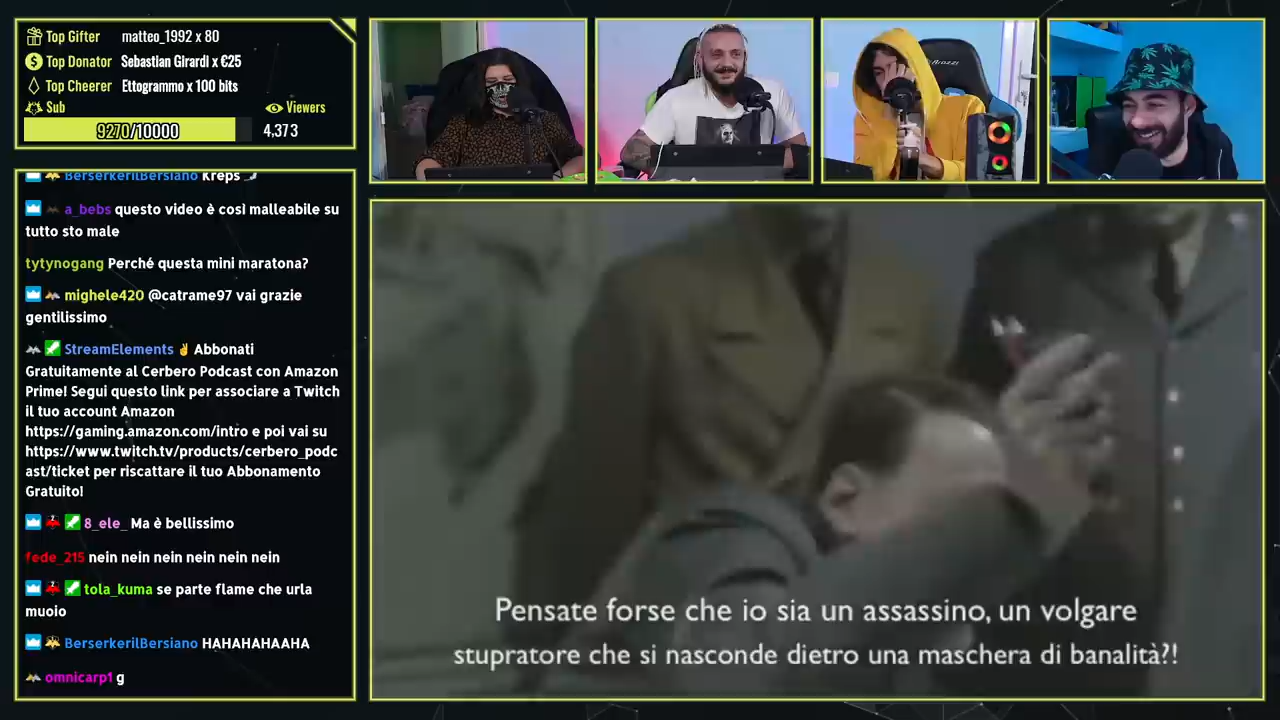 Top Gifter matteo_1992 x 80
Top Donator Sebastian Girardi x €25
Top Cheerer Ettogrammo x 100 bits
Sub Viewers
9270/10000 4,373
BerserkerilBersiano Kreps
a_bebs questo video è così malleabile su
tutto sto male
tytynogang Perché questa mini maratona?
mighele420 @catrame97 vai grazie
gentilissimo
StreamElements ✌ Abbonati
Gratuitamente al Cerbero Podcast con Amazon
Prime! Segui questo link per associare a Twitch
il tuo account Amazon
https://gaming.amazon.com/intro e poi vai su
https://www.twitch.tv/products/cerbero_podc
ast/ticket per riscattare il tuo Abbonamento
Gratuito!
8_ele_ Ma è bellissimo
fede_215 nein nein nein nein nein nein
tola_kuma se parte flame che urla
muoio
BerserkerilBersiano HAHAHAHAAHA
omnicarp1 g
Pensate forse che io sia un assassino, un volgare
stupratore che si nasconde dietro una maschera di banalità?!